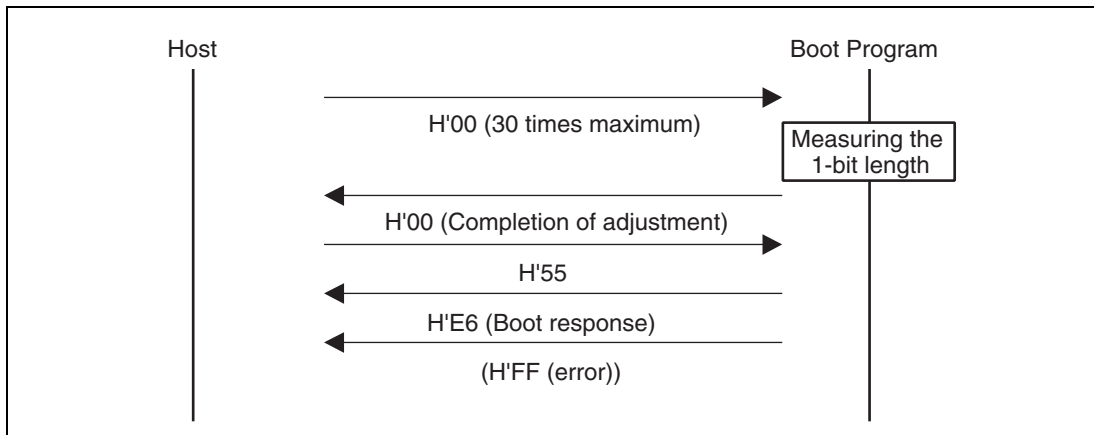 Host
Boot Program
H'00 (30 times maximum)
Measuring the
1-bit length
H'00 (Completion of adjustment)
H'55
H'E6 (Boot response)
(H'FF (error))